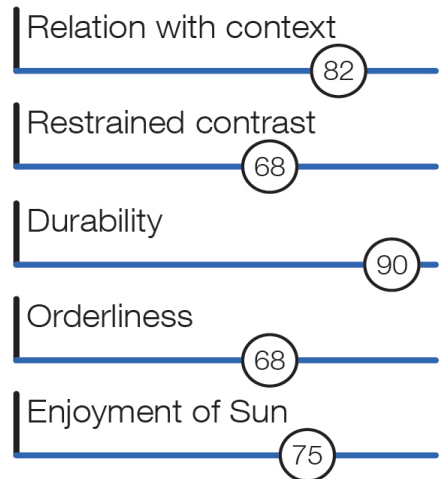 Relation with context
82
Restrained contrast
68
Durability
90
Orderliness
68
Enjoyment of Sun
75